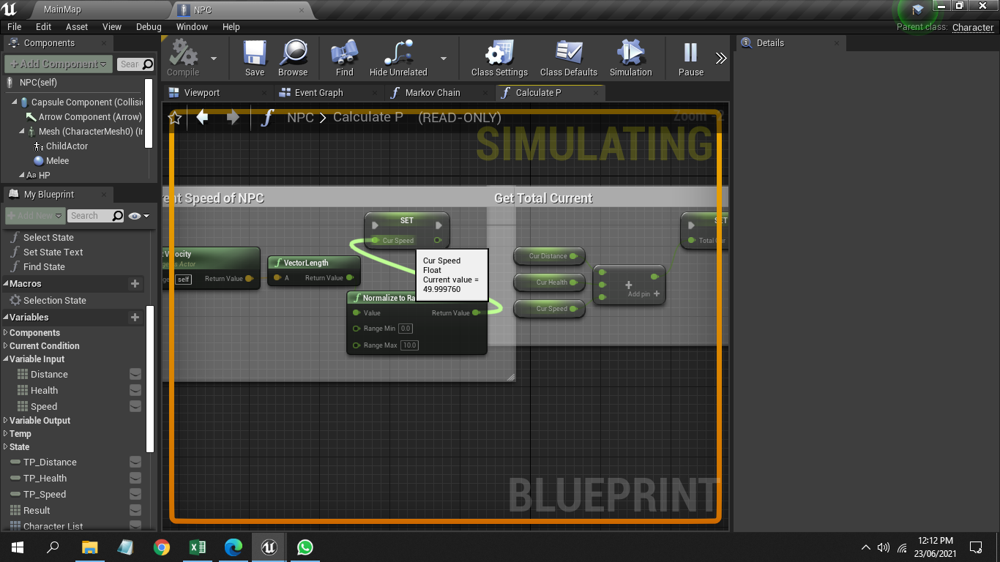 MainMap
NPC
File Edit Asset View Debug Window Help
Parent class: Character
Components
+Add Component
Sear
NPC(self)
Capsule Component (Collisi
Arrow Component (Arrow)
Mesh (CharacterMesh0) (In
ChildActor
Melee
Aa HP
My Blueprint
+Add New
Search
Select State
Set State Text
Find State
Macros
Selection State
Variables
Components
Current Condition
Variable Input
Distance
Health
Speed
Variable Output
Temp
State
TP_Distance
TP_Health
TP_Speed
Result
Character List
Compile Save Browse Find Hide Unrelated Class Settings Class Defaults Simulation Pause
Viewport Event Graph Markov Chain Calculate P
NPC > Calculate P (READ-ONLY)
Zoom -2
SIMULATING
ent Speed of NPC
Get Total Current
SET
Cur Speed
SET
Total Cur
Velocity
self Return Value
VectorLength
A Return Value
Cur Speed
Float
Current value =
49.999760
Normalize to Ra
Value Return Value
Range Min 0.0
Range Max 10.0
Cur Distance
Cur Health
Cur Speed
Add pin +
BLUEPRINT
Details
12:12 PM
23/06/2021